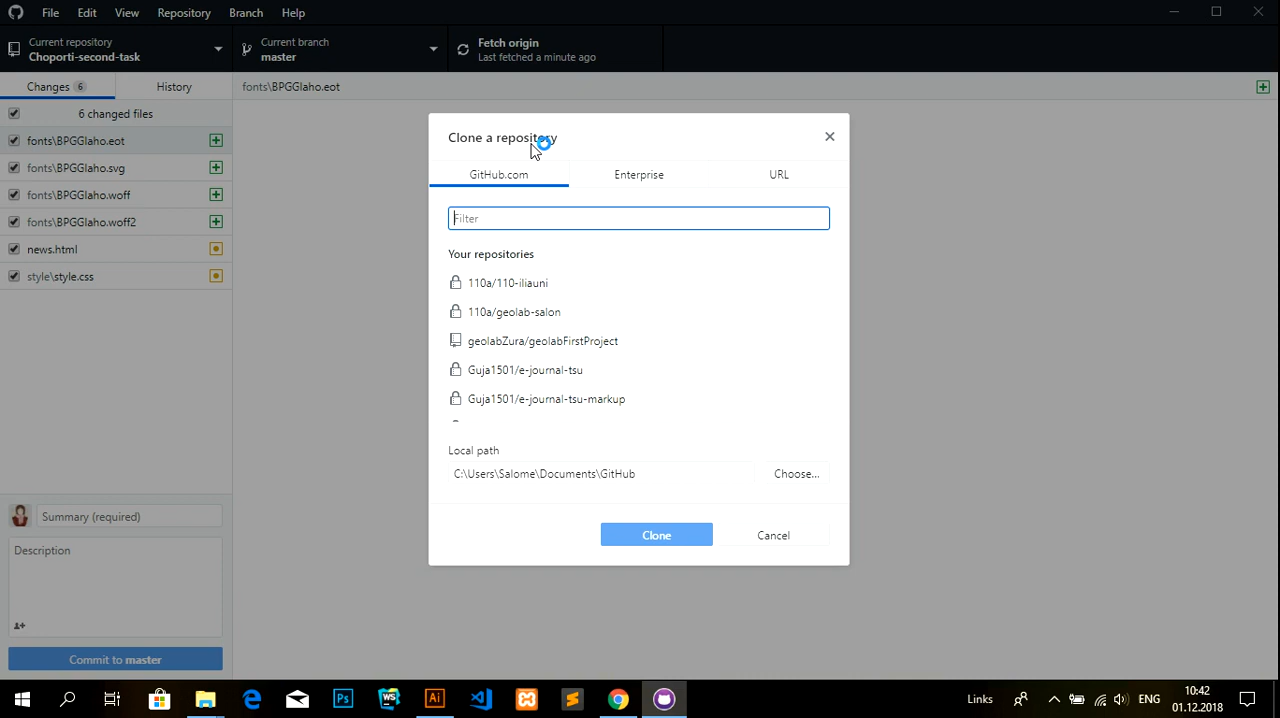 File Edit View Repository Branch Help
Current repository
Choporti-second-task
Current branch
master
Fetch origin
Last fetched a minute ago
Changes 6
History
fonts\BPGGlaho.eot
6 changed files
fonts\BPGGlaho.eot
fonts\BPGGlaho.svg
fonts\BPGGlaho.woff
fonts\BPGGlaho.woff2
news.html
style\style.css
Summary (required)
Description
Commit to master
Clone a repository
GitHub.com
Enterprise
URL
Filter
Your repositories
110a/110-iliauni
110a/geolab-salon
geolabZura/geolabFirstProject
Guja1501/e-journal-tsu
Guja1501/e-journal-tsu-markup
Local path
C:\Users\Salome\Documents\GitHub
Choose...
Clone
Cancel
Ps
WS
Ai
Links
ENG
10:42
01.12.2018